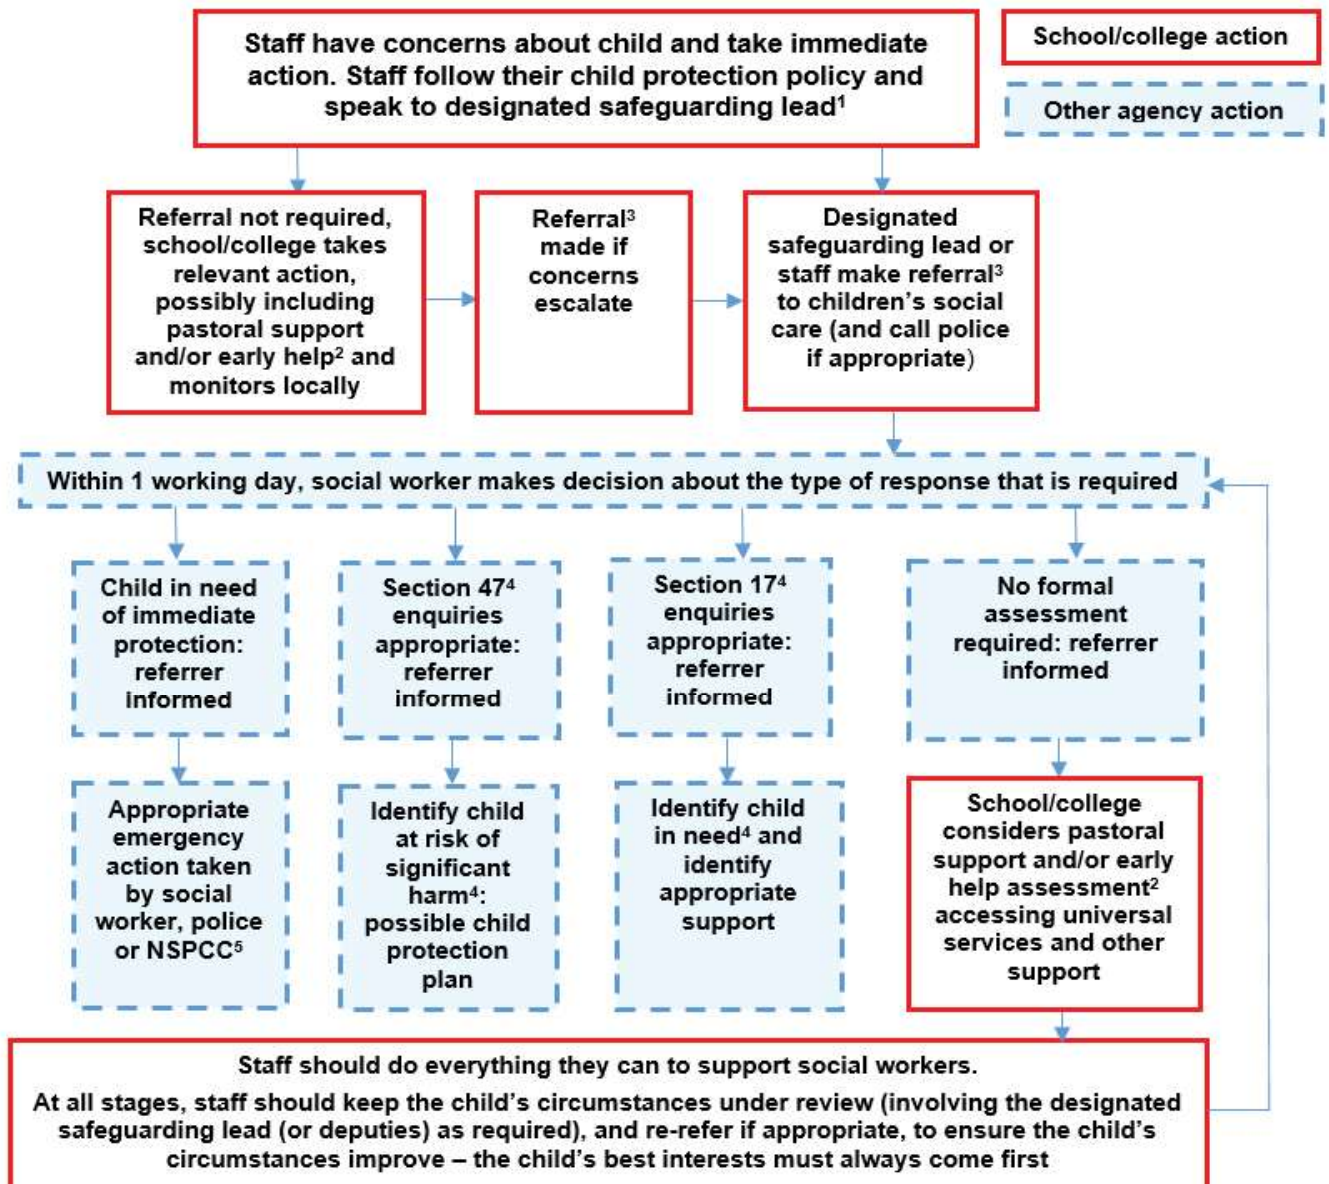 Staff have concerns about child and take immediate
action. Staff follow their child protection policy and
speak to designated safeguarding lead¹
School/college action
Other agency action
Referral not required,
school/college takes
relevant action,
possibly including
pastoral support
and/or early help² and
monitors locally
Referral³
made if
concerns
escalate
Designated
safeguarding lead or
staff make referral³
to children’s social
care (and call police
if appropriate)
Within 1 working day, social worker makes decision about the type of response that is required
Child in need
of immediate
protection:
referrer
informed
Section 47⁴
enquiries
appropriate:
referrer
informed
Section 17⁴
enquiries
appropriate:
referrer
informed
No formal
assessment
required: referrer
informed
Appropriate
emergency
action taken
by social
worker, police
or NSPCC⁵
Identify child
at risk of
significant
harm⁴:
possible child
protection
plan
Identify child
in need⁴ and
identify
appropriate
support
School/college
considers pastoral
support and/or early
help assessment²
accessing universal
services and other
support
Staff should do everything they can to support social workers.
At all stages, staff should keep the child’s circumstances under review (involving the designated
safeguarding lead (or deputies) as required), and re-refer if appropriate, to ensure the child’s
circumstances improve – the child’s best interests must always come first